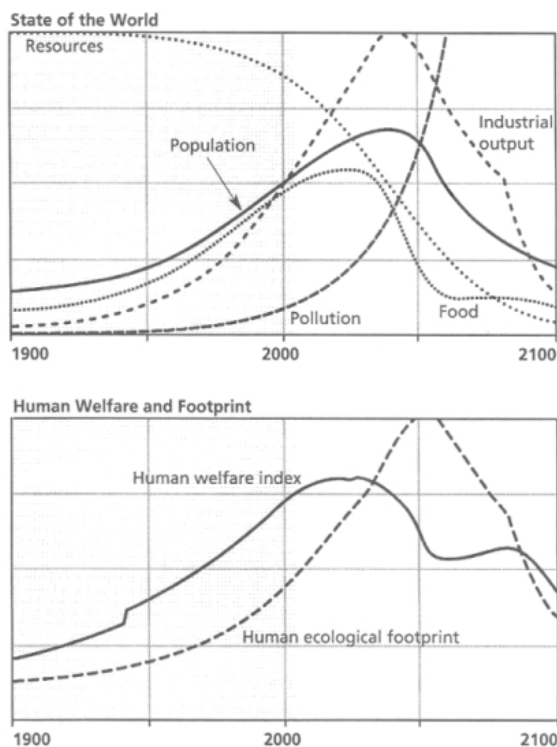 State of the World
Resources
Population
Industrial
output
Pollution
Food
1900
2000
2100
Human Welfare and Footprint
Human welfare index
Human ecological footprint
1900
2000
2100